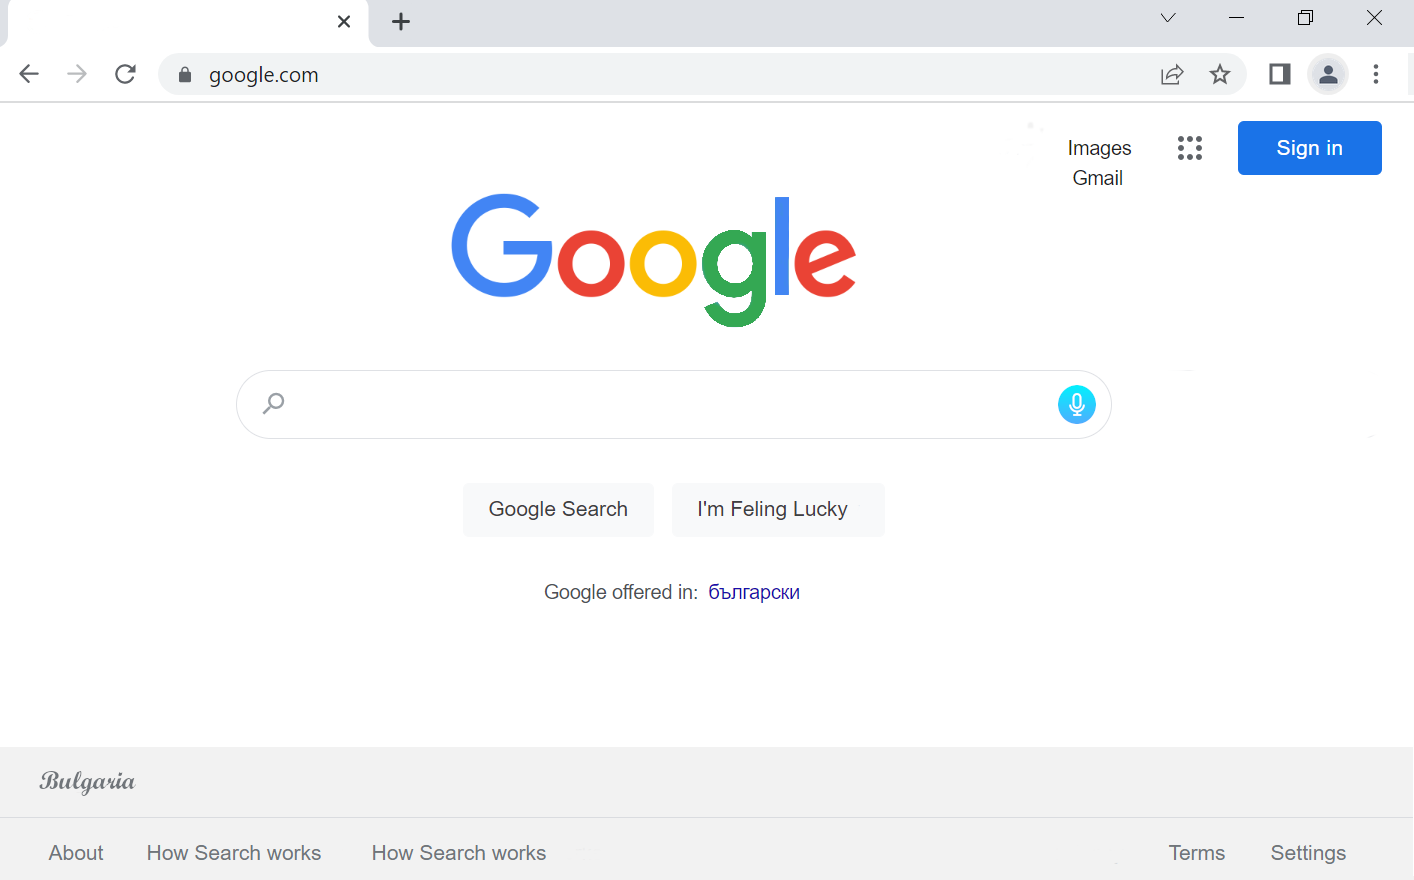 google.com
Images
Gmail
Sign in
Google
Google Search
I'm Feling Lucky
Google offered in: български
Bulgaria
About How Search works How Search works Terms Settings